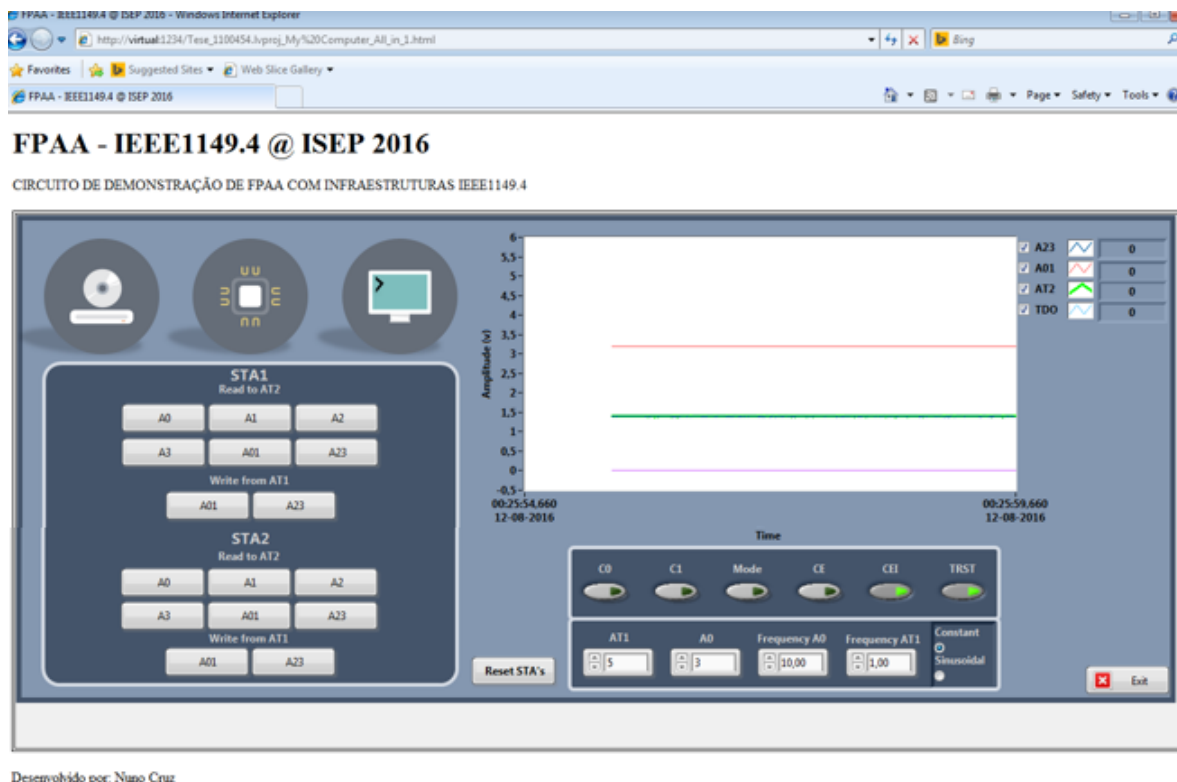 FPAA - IEEE1149.4 @ ISEP 2016 - Windows Internet Explorer
http://virtual:1234/Tese_1100454.lvproj_My%20Computer_All_in_1.html
Bing
Favorites Suggested Sites Web Slice Gallery
FPAA - IEEE1149.4 @ ISEP 2016
Page Safety Tools
FPAA - IEEE1149.4 @ ISEP 2016
CIRCUITO DE DEMONSTRAÇÃO DE FPAA COM INFRAESTRUTURAS IEEE1149.4
STA1
Read to AT2
A0 A1 A2
A3 A01 A23
Write from AT1
A01 A23
STA2
Read to AT2
A0 A1 A2
A3 A01 A23
Write from AT1
A01 A23
Amplitude (v)
6
5,5
5
4,5
4
3,5
3
2,5
2
1,5
1
0,5
0
-0,5
00:25:54,660 00:25:59,660
12-08-2016 12-08-2016
Time
A23 0
A01 0
AT2 0
TDO 0
C0 C1 Mode CE CEI TRST
AT1 A0 Frequency A0 Frequency AT1
5 3 10,00 1,00
Constant
Sinusoidal
Reset STA's
Exit
Desenvolvido por: Nuno Cruz